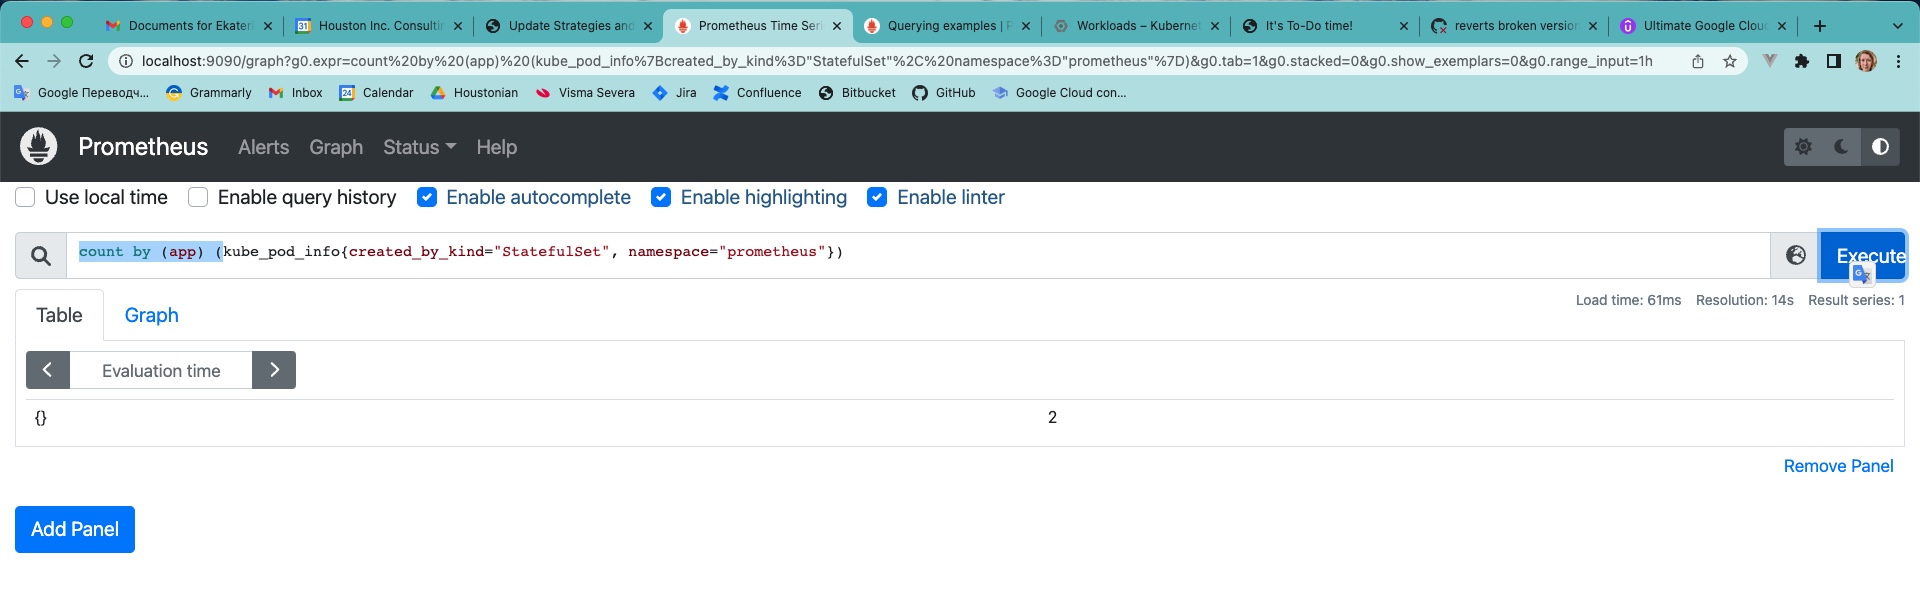 Documents for Ekateri
Houston Inc. Consultin
Update Strategies and
Prometheus Time Seri
Querying examples | P
Workloads – Kubernet
It's To-Do time!
reverts broken version
Ultimate Google Cloud
localhost:9090/graph?g0.expr=count%20by%20(app)%20(kube_pod_info%7Bcreated_by_kind%3D"StatefulSet"%2C%20namespace%3D"prometheus"%7D)&g0.tab=1&g0.stacked=0&g0.show_exemplars=0&g0.range_input=1h
Google Переводч... Grammarly Inbox Calendar Houstonian Visma Severa Jira Confluence Bitbucket GitHub Google Cloud con...
Prometheus Alerts Graph Status Help
Use local time Enable query history Enable autocomplete Enable highlighting Enable linter
count by (app) (kube_pod_info{created_by_kind="StatefulSet", namespace="prometheus"})
Execute
Load time: 61ms Resolution: 14s Result series: 1
Table Graph
Evaluation time
{} 2
Remove Panel
Add Panel